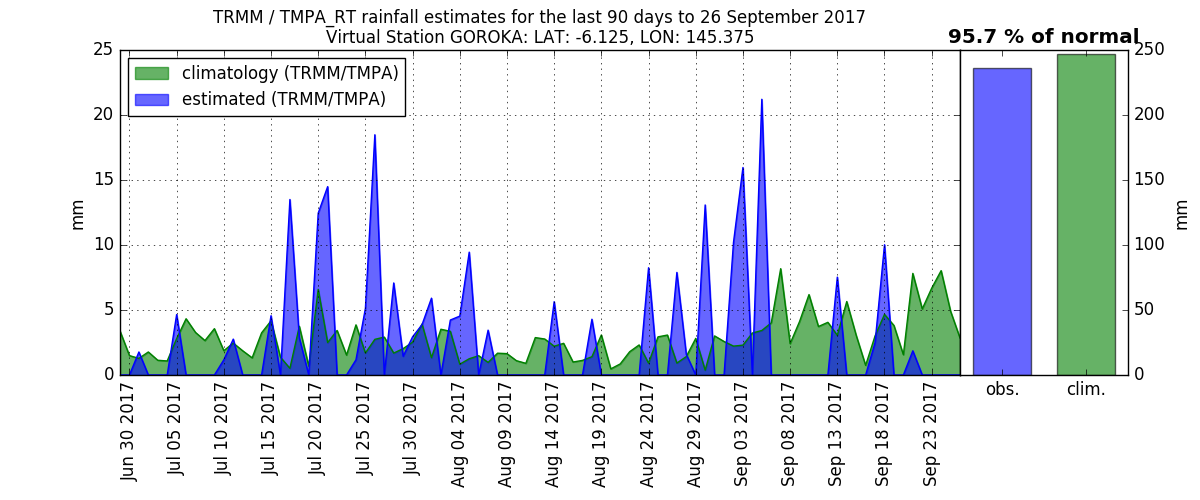 TRMM / TMPA_RT rainfall estimates for the last 90 days to 26 September 2017
Virtual Station GOROKA: LAT: -6.125, LON: 145.375
95.7 % of normal
climatology (TRMM/TMPA)
estimated (TRMM/TMPA)
25
20
15
10
5
0
mm
250
200
150
100
50
0
mm
Jun 30 2017
Jul 05 2017
Jul 10 2017
Jul 15 2017
Jul 20 2017
Jul 25 2017
Jul 30 2017
Aug 04 2017
Aug 09 2017
Aug 14 2017
Aug 19 2017
Aug 24 2017
Aug 29 2017
Sep 03 2017
Sep 08 2017
Sep 13 2017
Sep 18 2017
Sep 23 2017
obs.
clim.